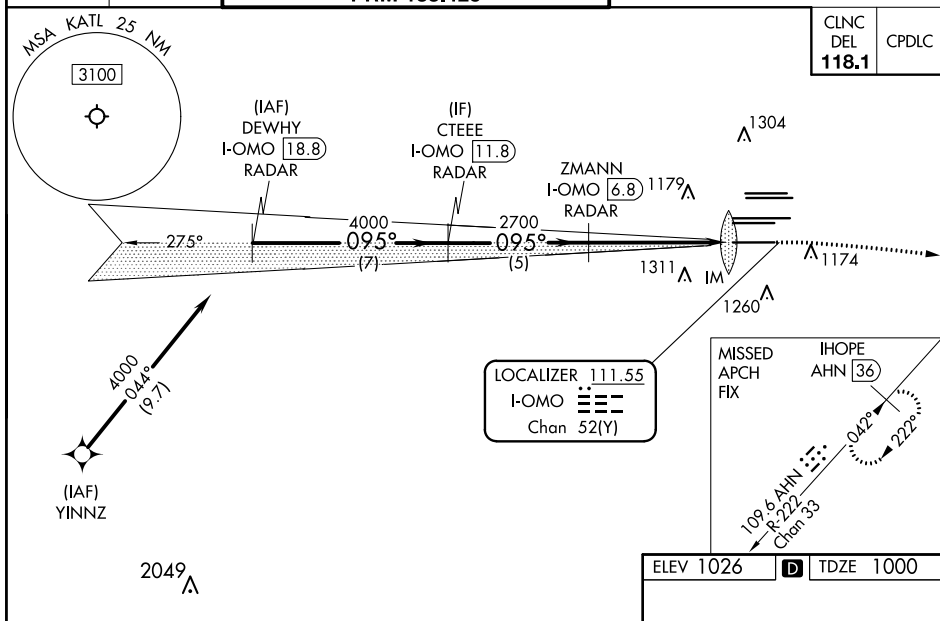 CLNC
DEL
118.1
CPDLC
MSA KATL 25 NM
3100
(IAF)
DEWHY
I-OMO 18.8
RADAR
(IF)
CTEEE
I-OMO 11.8
RADAR
ZMANN
I-OMO 6.8
RADAR
1304
1179
4000
2700
275°
095°
095°
(7)
(5)
1311
IM
1174
1260
4000
044°
(9.7)
(IAF)
YINNZ
LOCALIZER 111.55
I-OMO
Chan 52(Y)
MISSED
APCH
FIX
IHOPE
AHN 36
042°
222°
109.6 AHN
R-222
Chan 33
2049
ELEV 1026
D
TDZE 1000